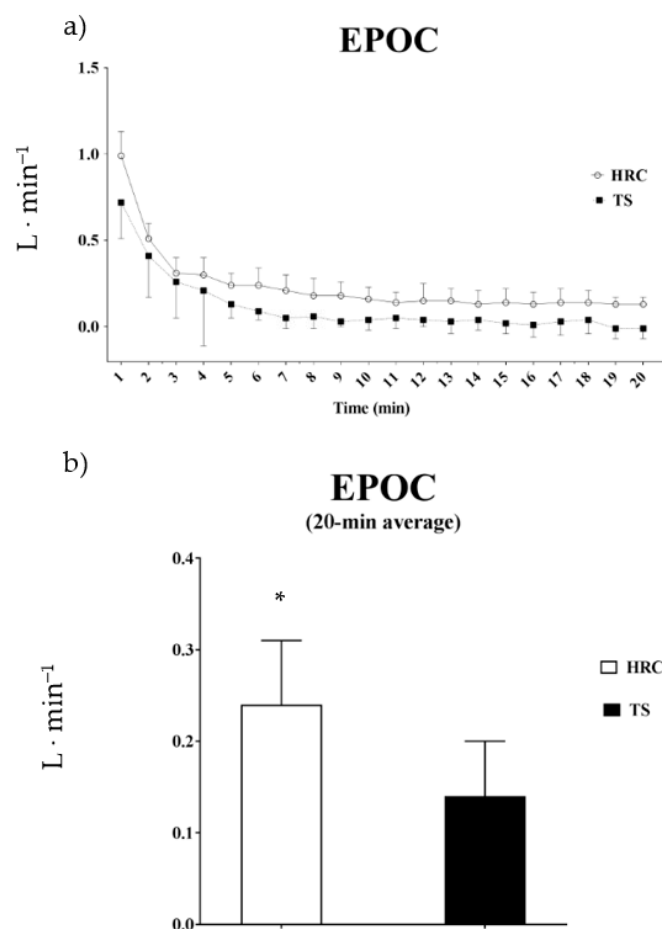 a)
EPOC
1.5
1.0
0.5
0.0
L · min⁻¹
HRC
TS
1 2 3 4 5 6 7 8 9 10 11 12 13 14 15 16 17 18 19 20
Time (min)
b)
EPOC
(20-min average)
0.4
0.3
0.2
0.1
0.0
L · min⁻¹
*
HRC
TS